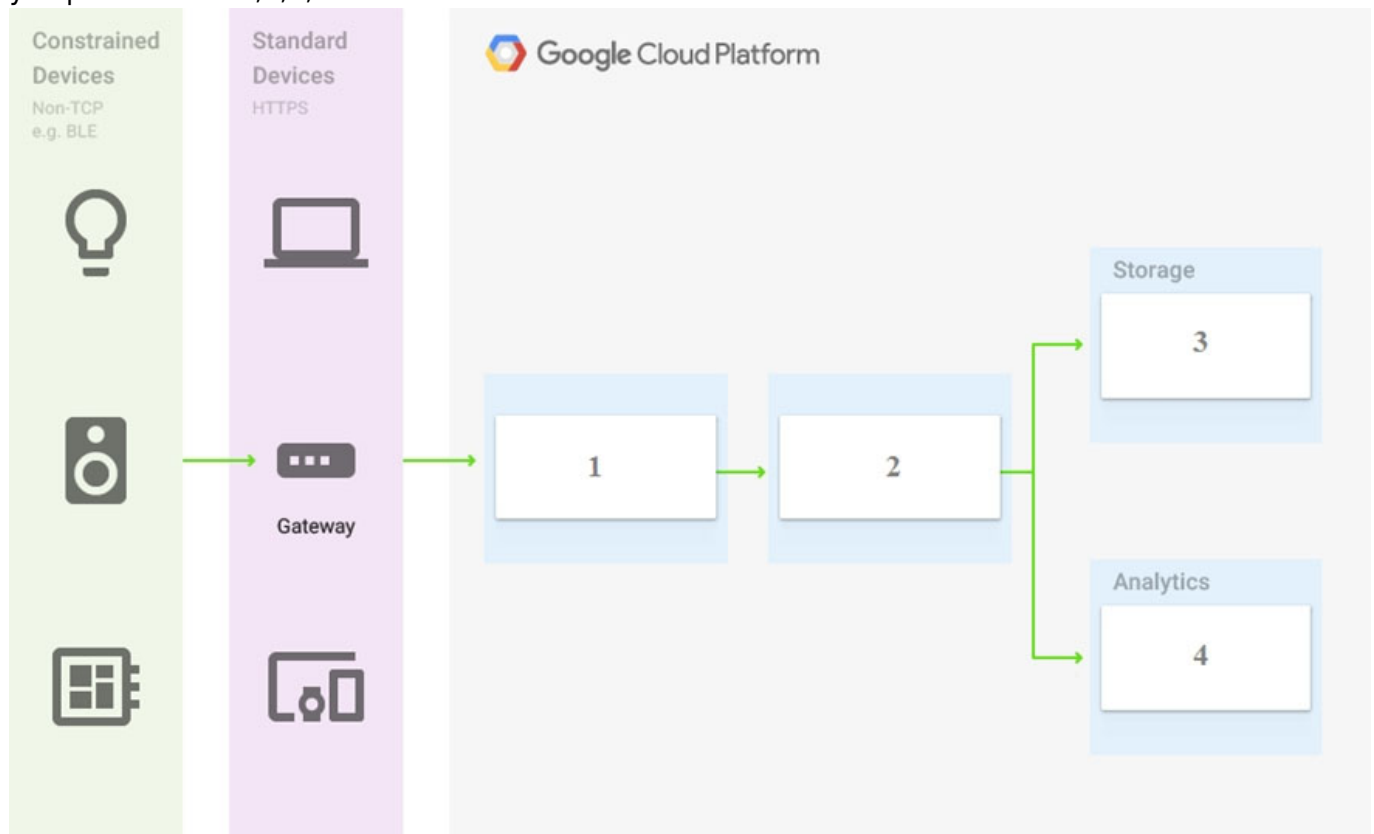 Constrained
Devices
Non-TCP
e.g. BLE
Standard
Devices
HTTPS
Google Cloud Platform
Gateway
1
2
Storage
3
Analytics
4